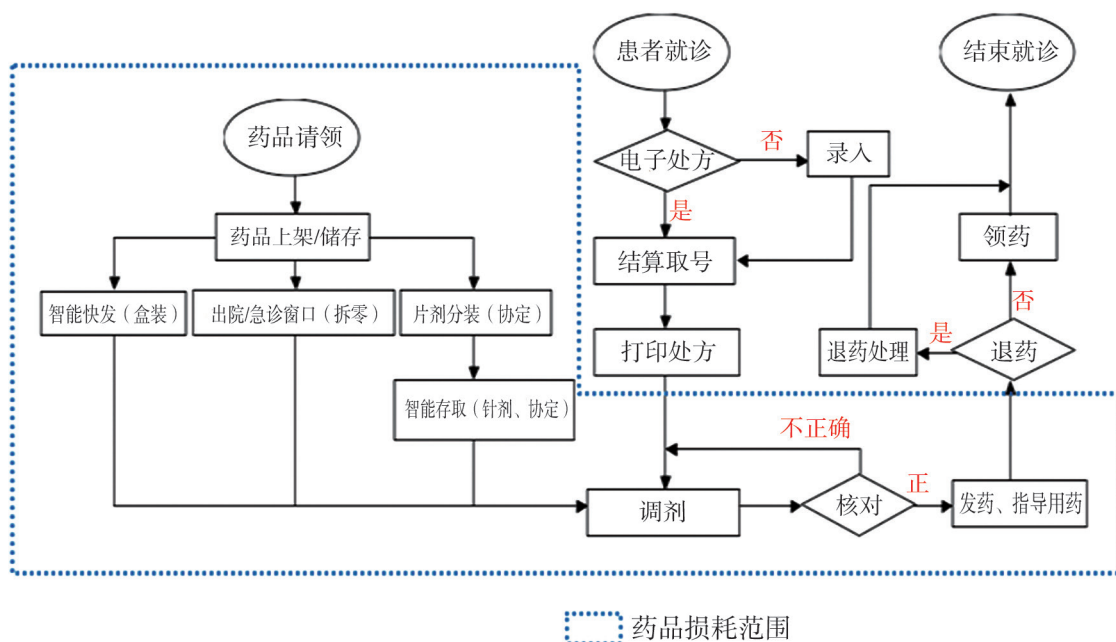 患者就诊
结束就诊
药品请领
电子处方
否
录入
是
药品上架/储存
结算取号
领药
智能快发（盒装）
出院/急诊窗口（拆零）
片剂分装（协定）
打印处方
退药处理
是
否
退药
智能存取（针剂、协定）
不正确
调剂
核对
正
发药、指导用药
药品损耗范围